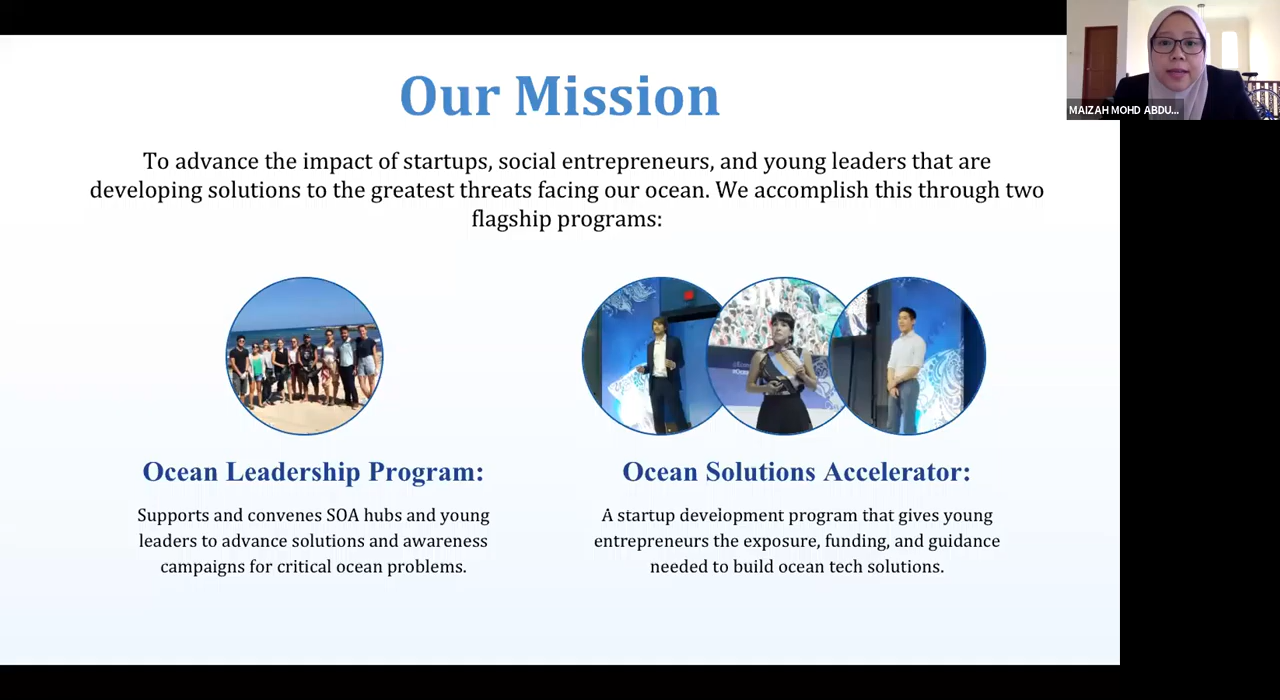 Our Mission
To advance the impact of startups, social entrepreneurs, and young leaders that are
developing solutions to the greatest threats facing our ocean. We accomplish this through two
flagship programs:
Ocean Leadership Program:
Supports and convenes SOA hubs and young
leaders to advance solutions and awareness
campaigns for critical ocean problems.
Ocean Solutions Accelerator:
A startup development program that gives young
entrepreneurs the exposure, funding, and guidance
needed to build ocean tech solutions.
MAIZAH MOHD ABDU...